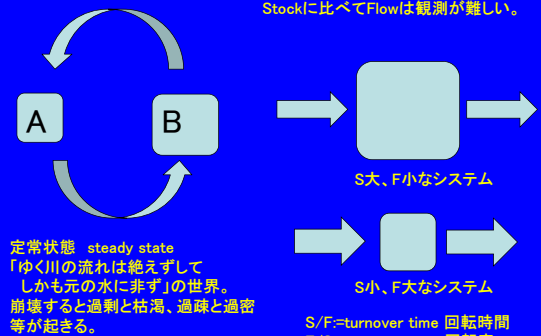 Stockに比べてFlowは観測が難しい。
A
B
S大、F小なシステム
定常状態 steady state
「ゆく川の流れは絶えずして
しかも元の水に非ず」の世界。
崩壊すると過剰と枯渇、過疎と過密
等が起きる。
S小、F大なシステム
S/F:=turnover time 回転時間